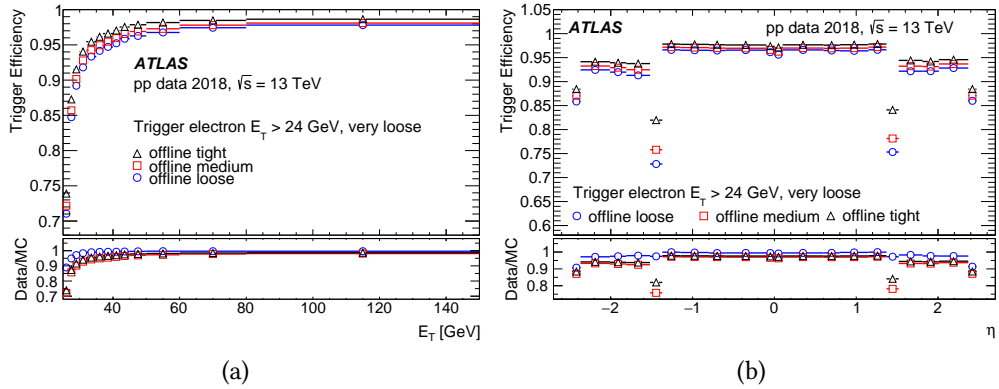 Trigger Efficiency
1
0.95
0.9
0.85
0.8
0.75
0.7
ATLAS
pp data 2018, √s = 13 TeV
Trigger electron E_T > 24 GeV, very loose
offline tight
offline medium
offline loose
Data/MC
1
0.9
0.8
0.7
40 60 80 100 120 140
E_T [GeV]
(a)
Trigger Efficiency
1.1
1.05
1
0.95
0.9
0.85
0.8
0.75
0.7
0.65
0.6
ATLAS
pp data 2018, √s = 13 TeV
Trigger electron E_T > 24 GeV, very loose
offline loose offline medium offline tight
Data/MC
1
0.9
0.8
−2 −1 0 1 2
η
(b)